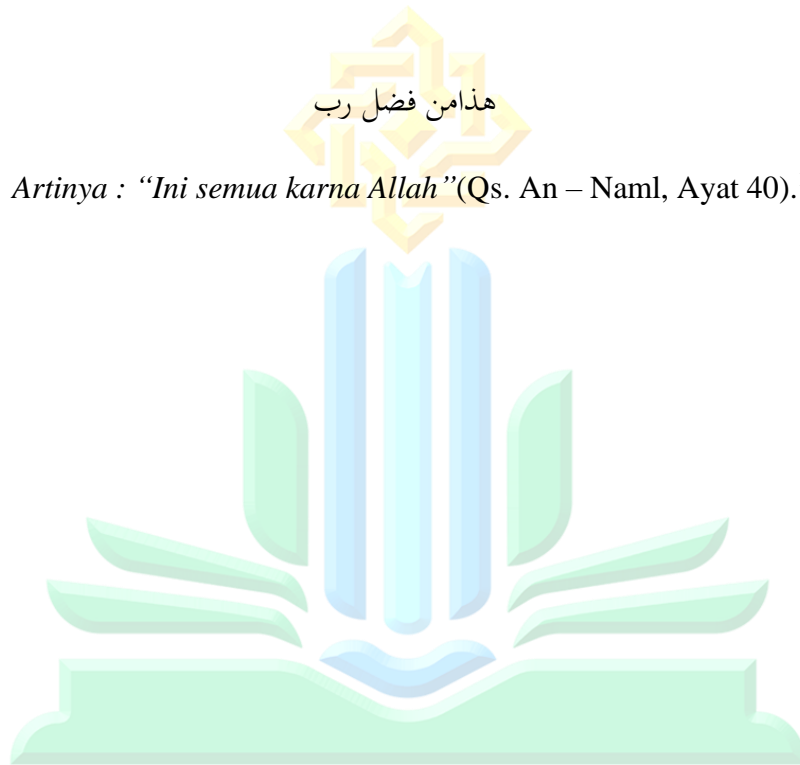 هذامن فضل رب
Artinya : “Ini semua karna Allah”(Qs. An – Naml, Ayat 40).